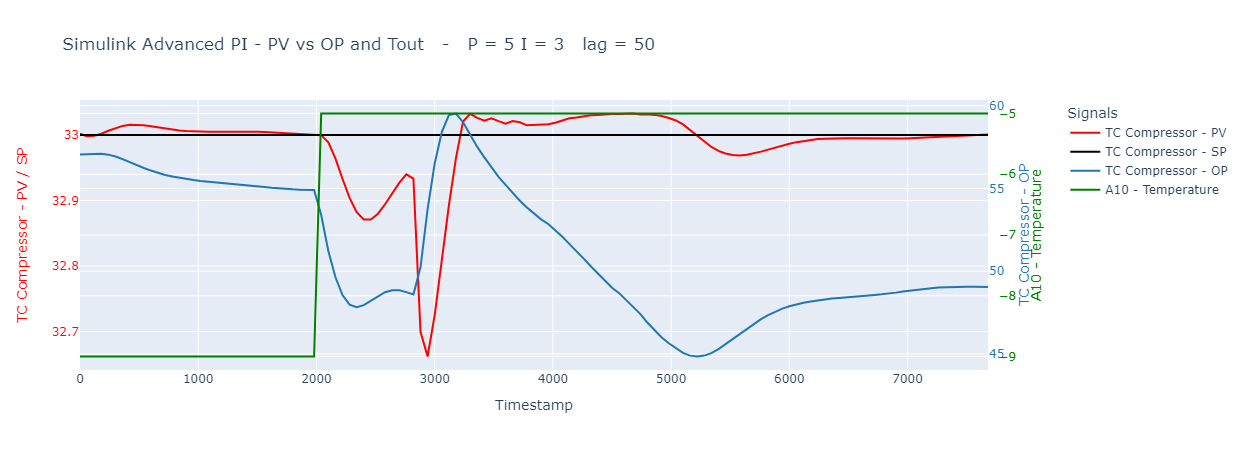 Simulink Advanced PI - PV vs OP and Tout - P = 5 I = 3 lag = 50
TC Compressor - PV / SP
33
32.9
32.8
32.7
0
1000
2000
3000
4000
5000
6000
7000
Timestamp
60
55
50
45
TC Compressor - OP
−5
−6
−7
−8
−9
A10 - Temperature
Signals
TC Compressor - PV
TC Compressor - SP
TC Compressor - OP
A10 - Temperature